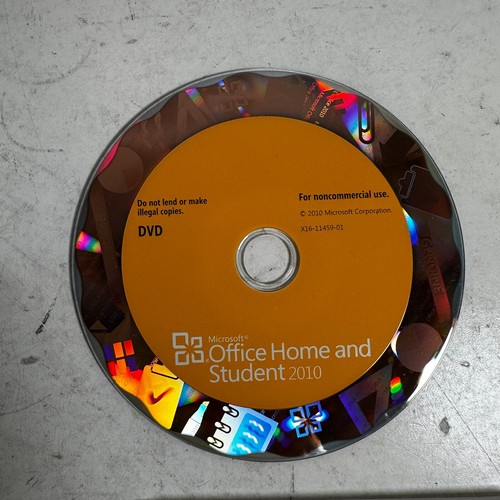 Do not lend or make
illegal copies.
DVD
For noncommercial use.
© 2010 Microsoft Corporation.
X16-11459-01
Microsoft®
Office Home and
Student 2010